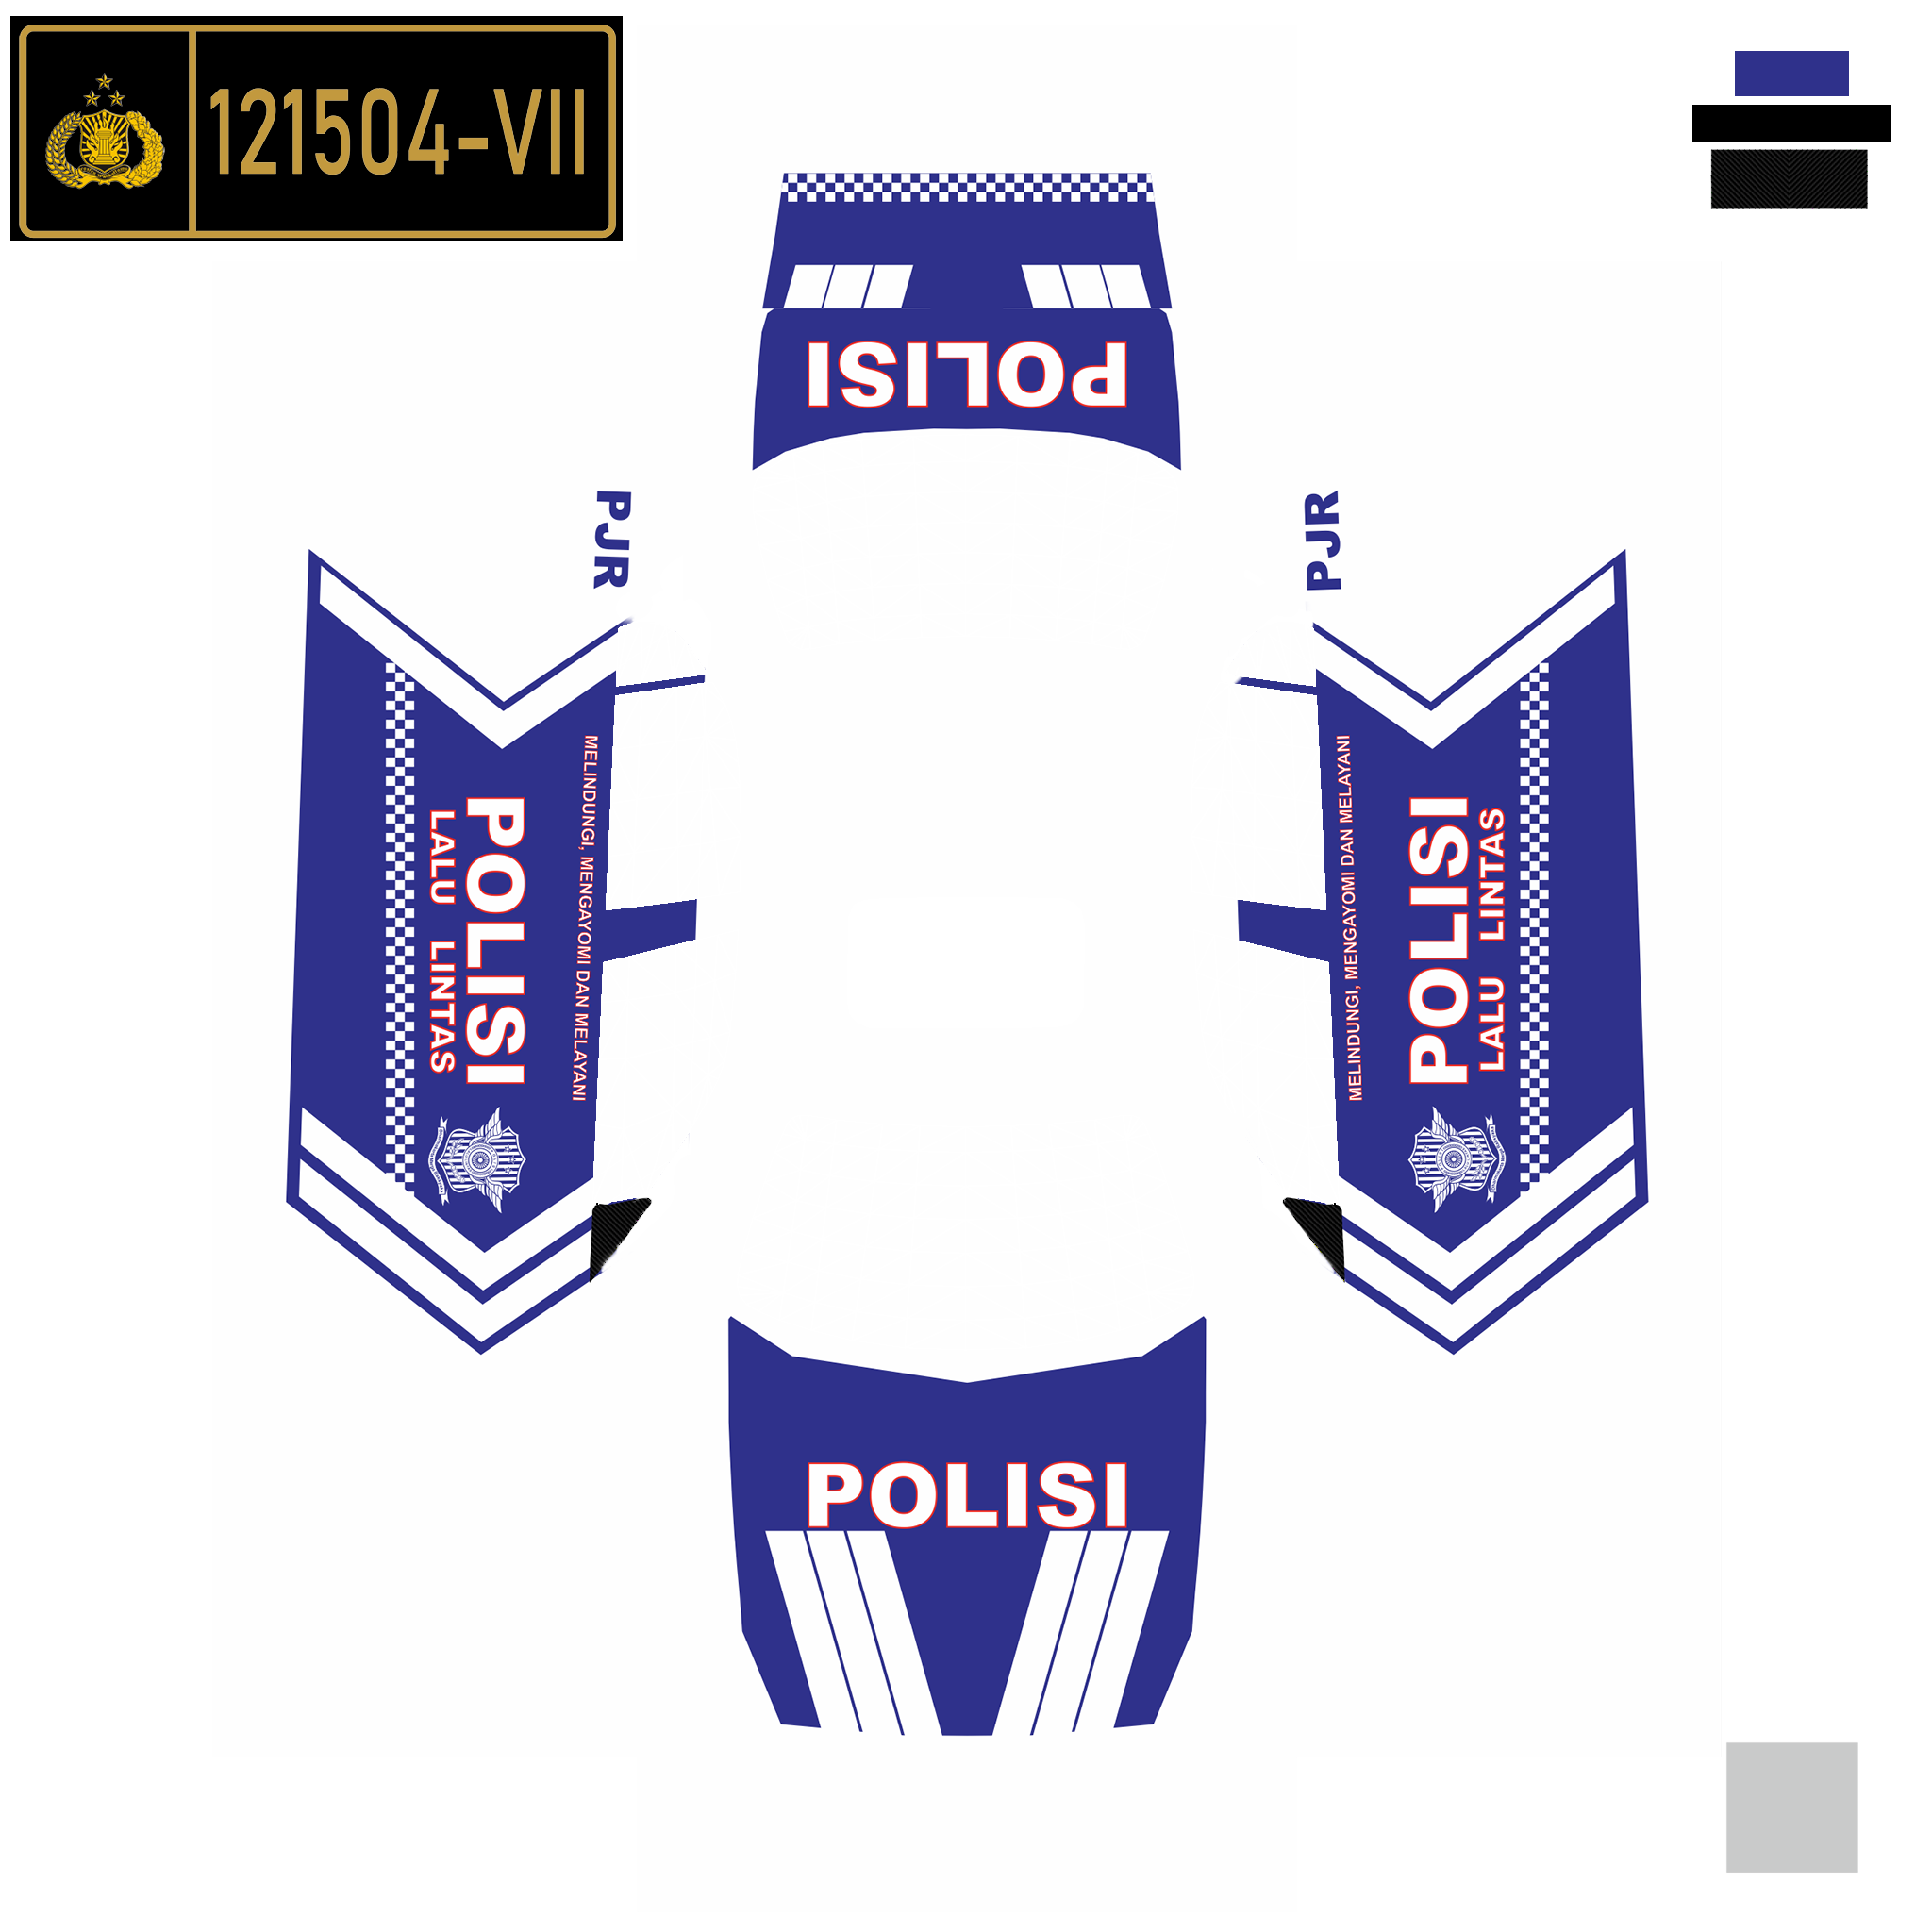 121504-VII
POLISI
PJR
PJR
MELINDUNGI, MENGAYOMI DAN MELAYANI
POLISI
LALU LINTAS
MELINDUNGI, MENGAYOMI DAN MELAYANI
POLISI
LALU LINTAS
POLISI